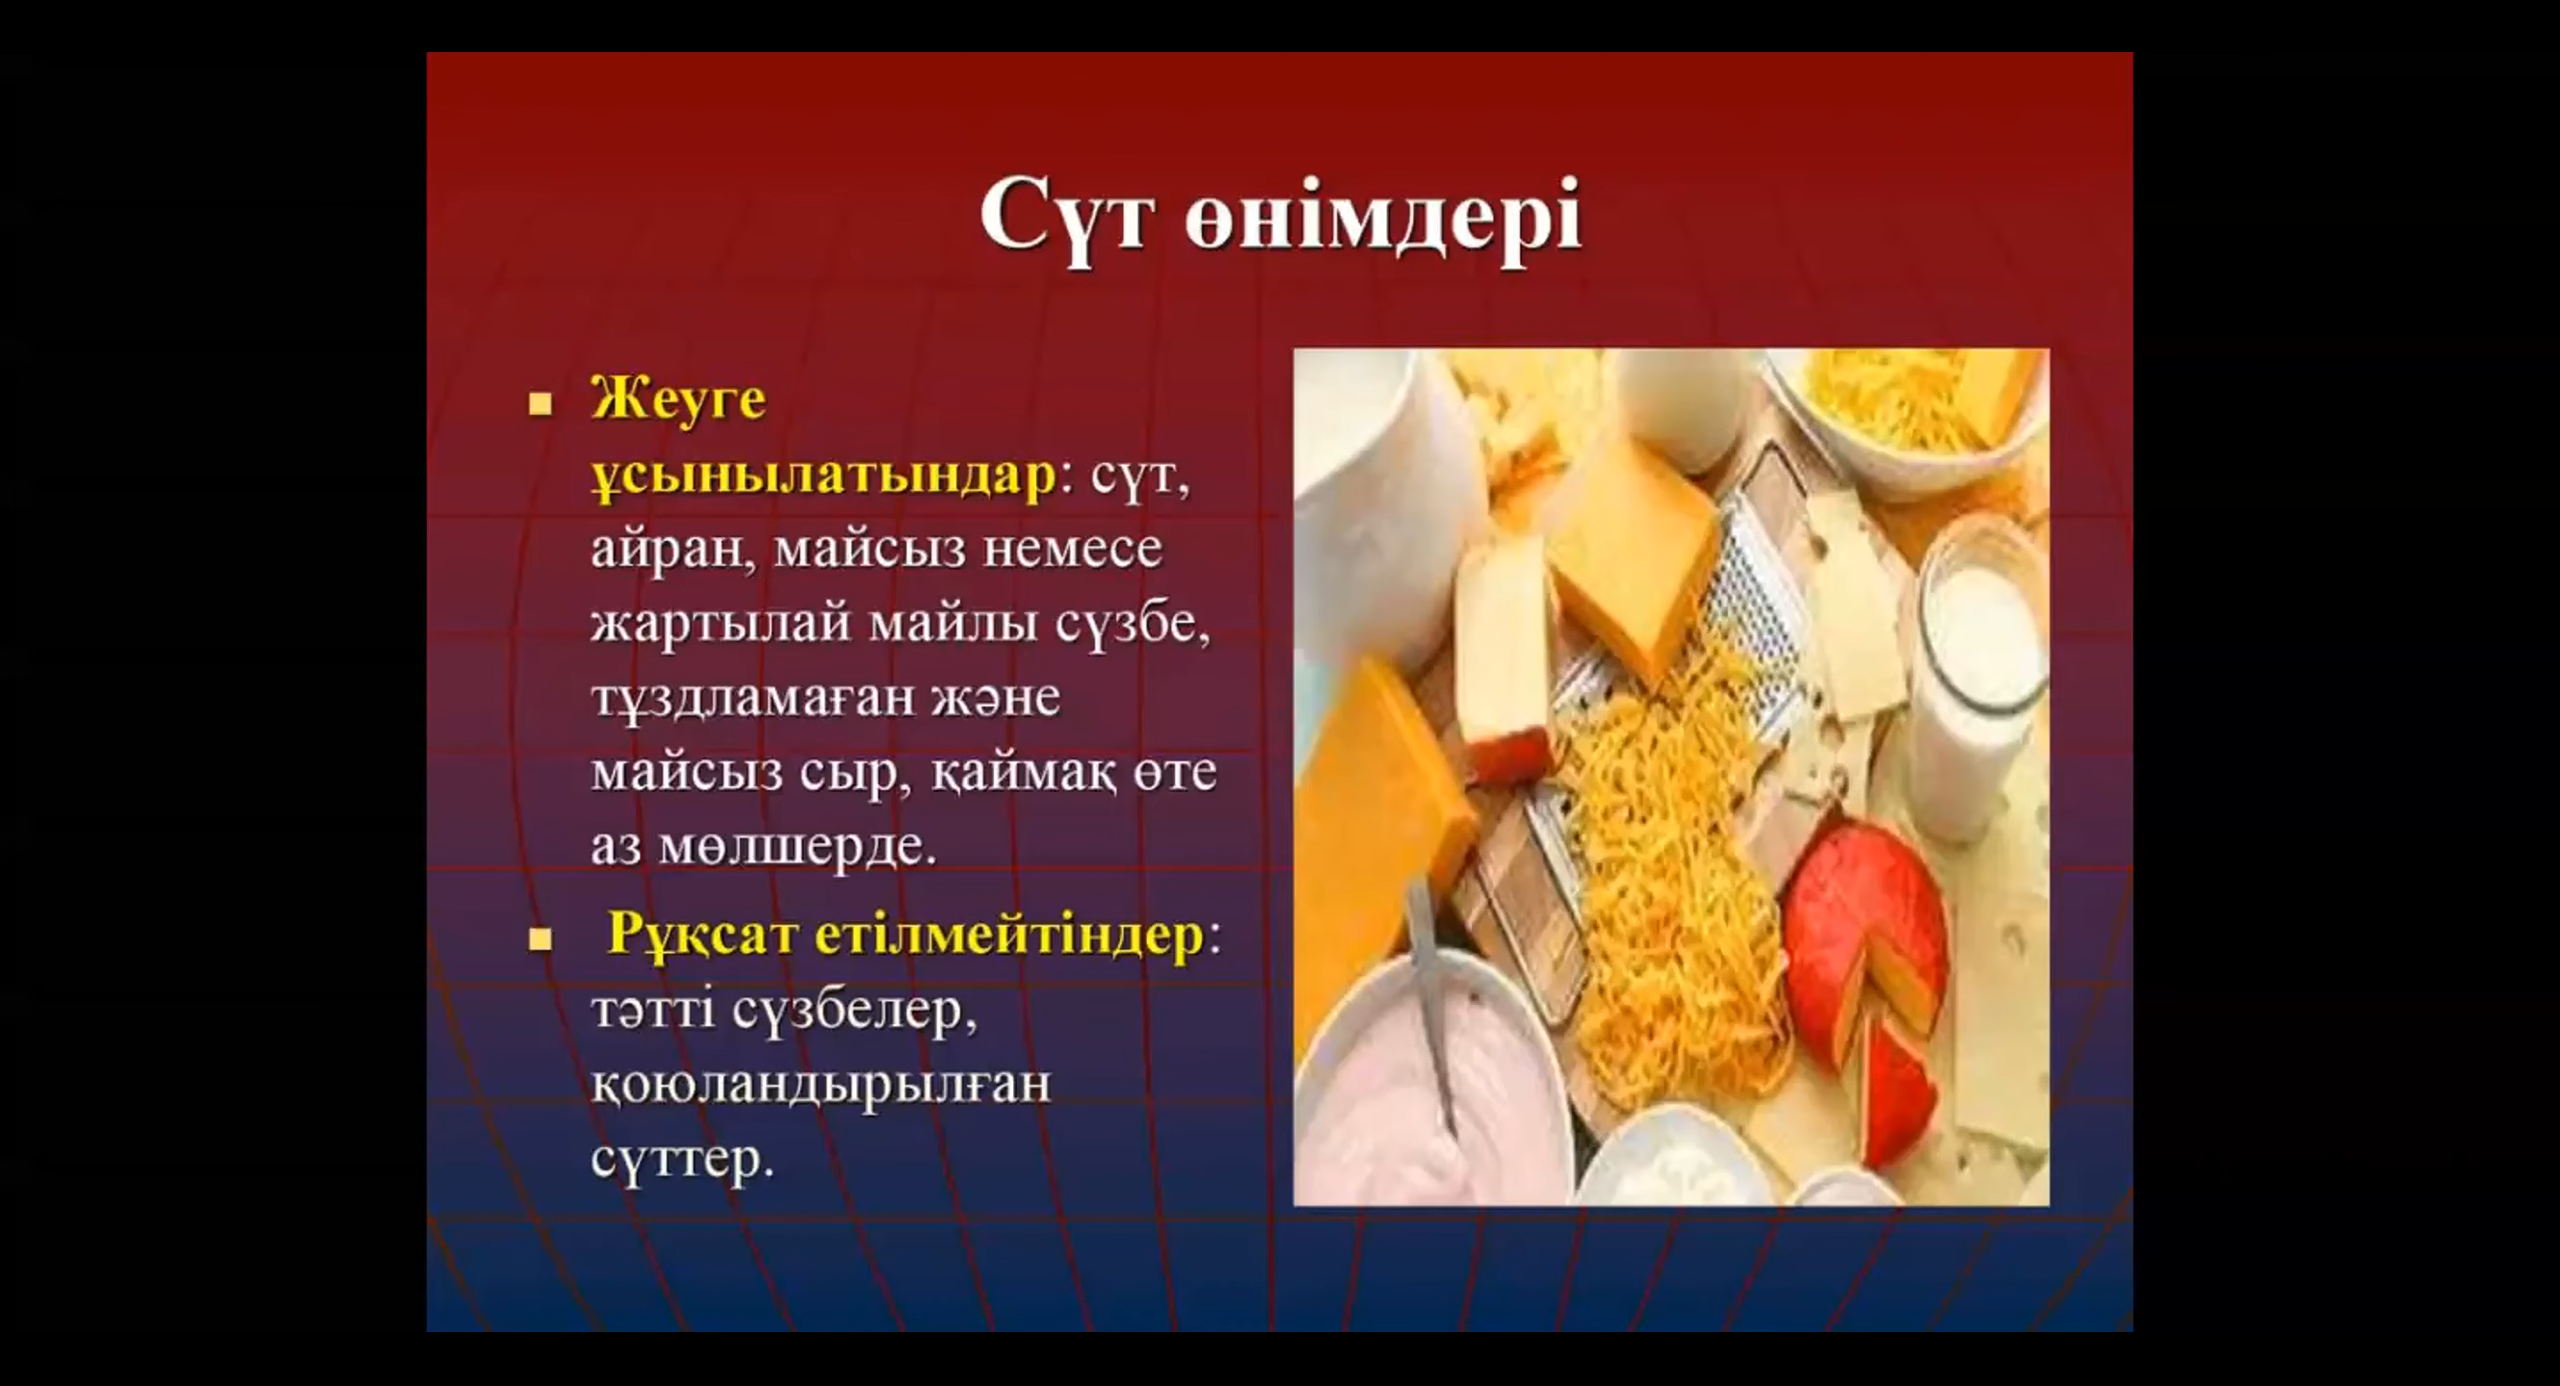 Сүт өнімдері
Жеуге
ұсынылатындар: сүт,
айран, майсыз немесе
жартылай майлы сүзбе,
тұздламаған және
майсыз сыр, қаймақ өте
аз мөлшерде.
Рұқсат етілмейтіндер:
тәтті сүзбелер,
қоюландырылған
сүттер.